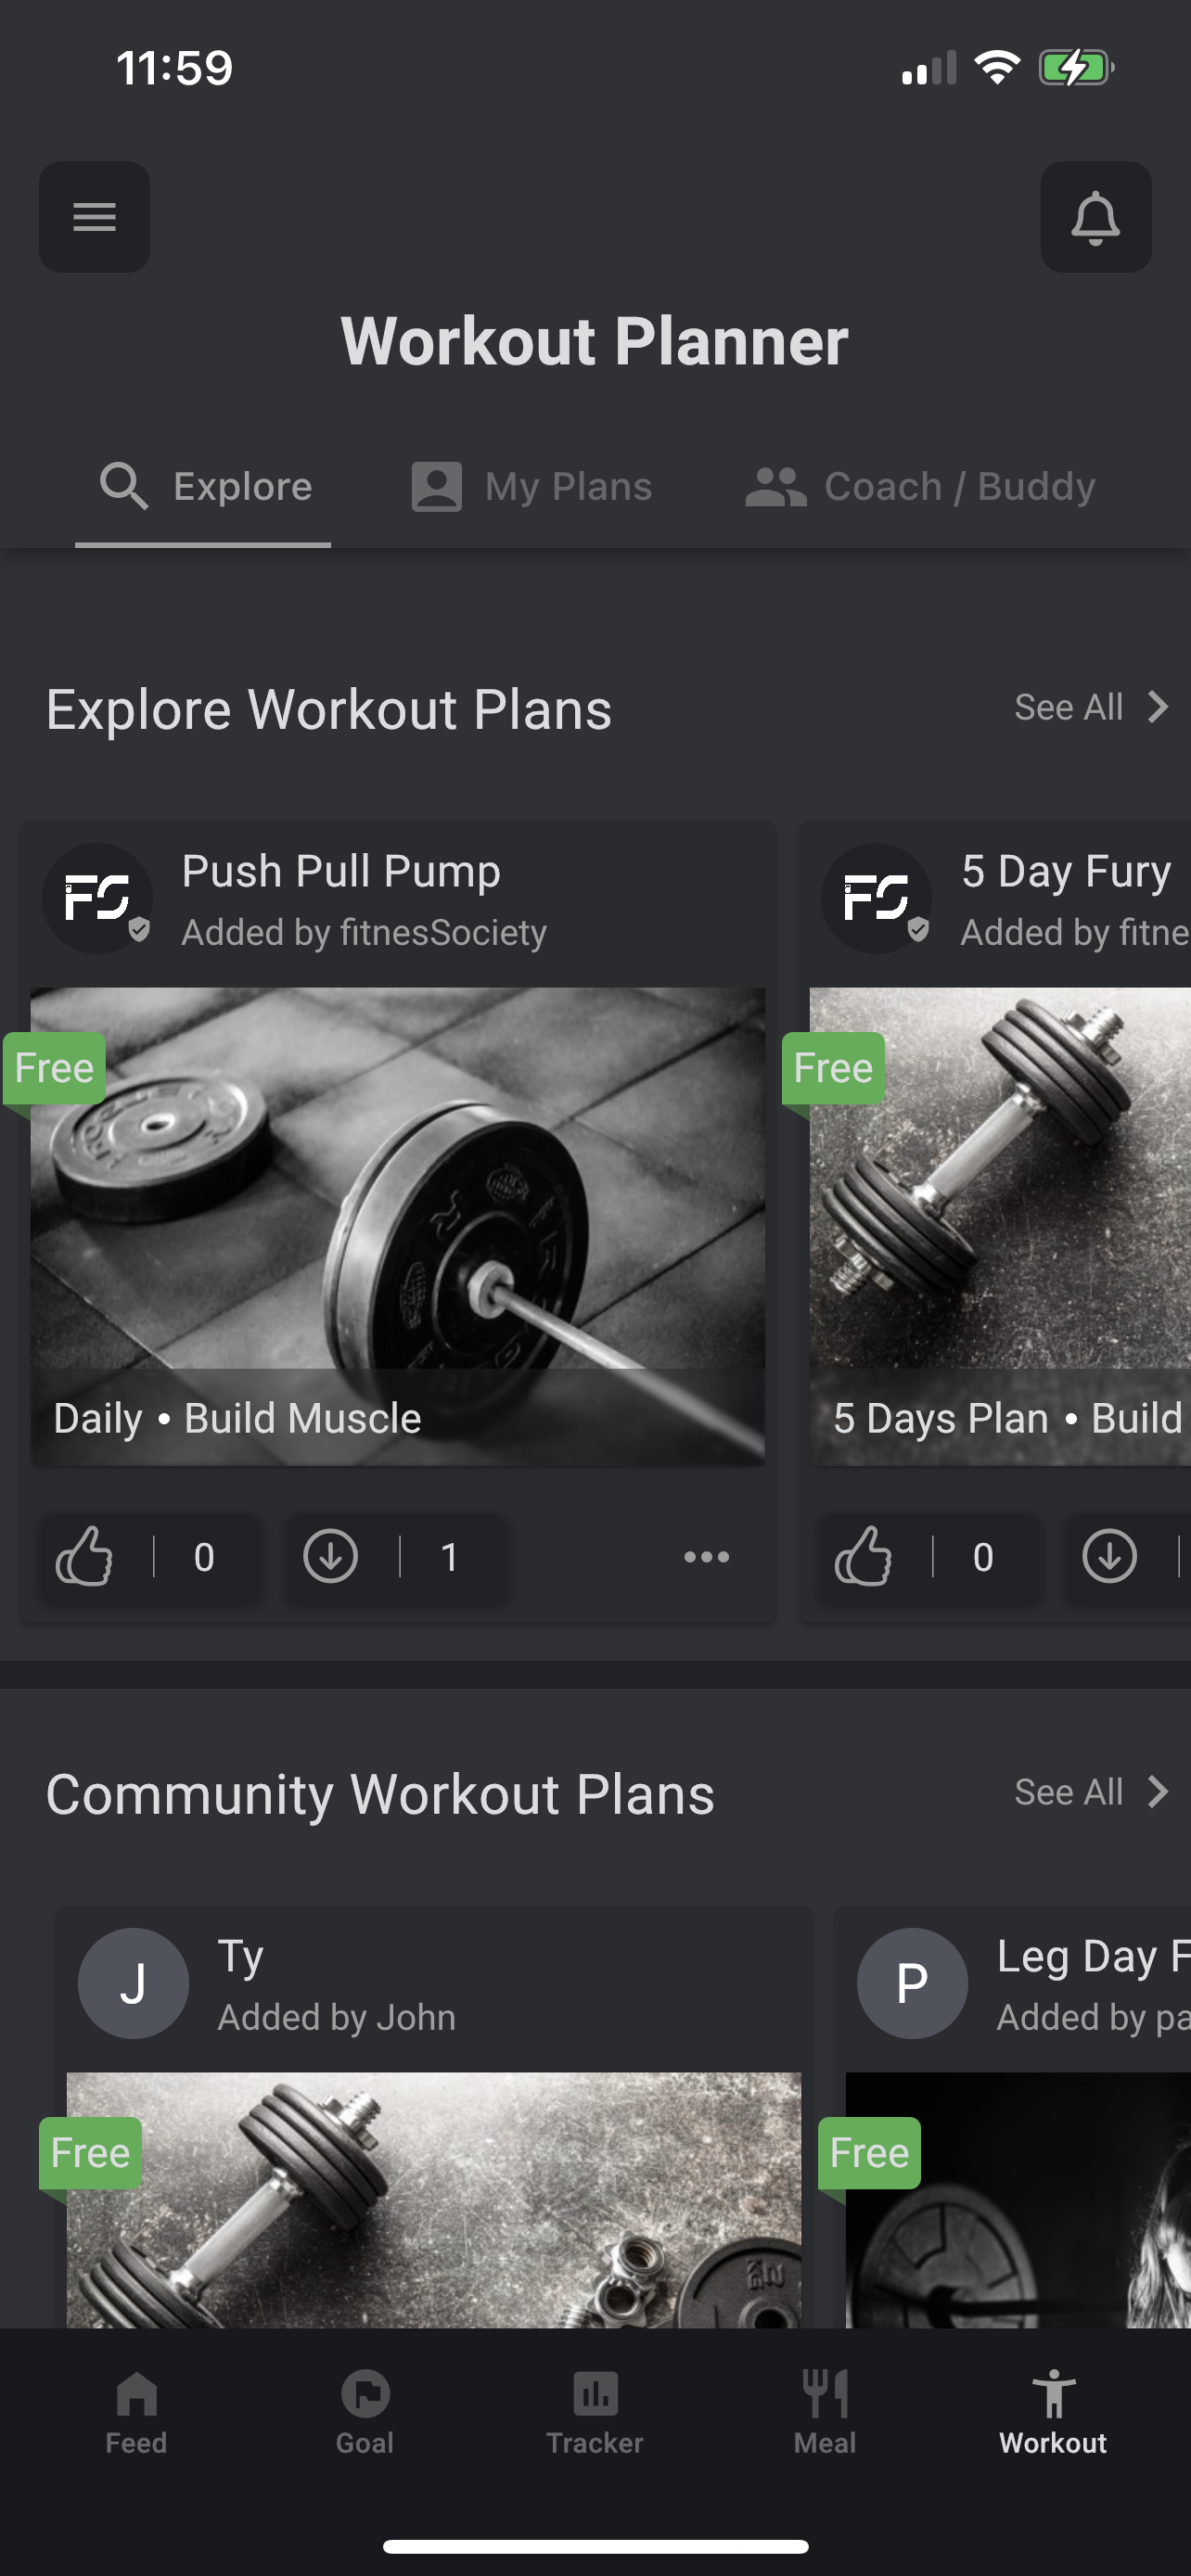 11:59
Workout Planner
Explore
My Plans
Coach / Buddy
Explore Workout Plans
See All
FS
Push Pull Pump
Added by fitnesSociety
Free
Daily • Build Muscle
0
1
FS
5 Day Fury
Added by fitne
Free
5 Days Plan • Build
0
Community Workout Plans
See All
J
Ty
Added by John
Free
P
Leg Day F
Added by pa
Free
Feed
Goal
Tracker
Meal
Workout